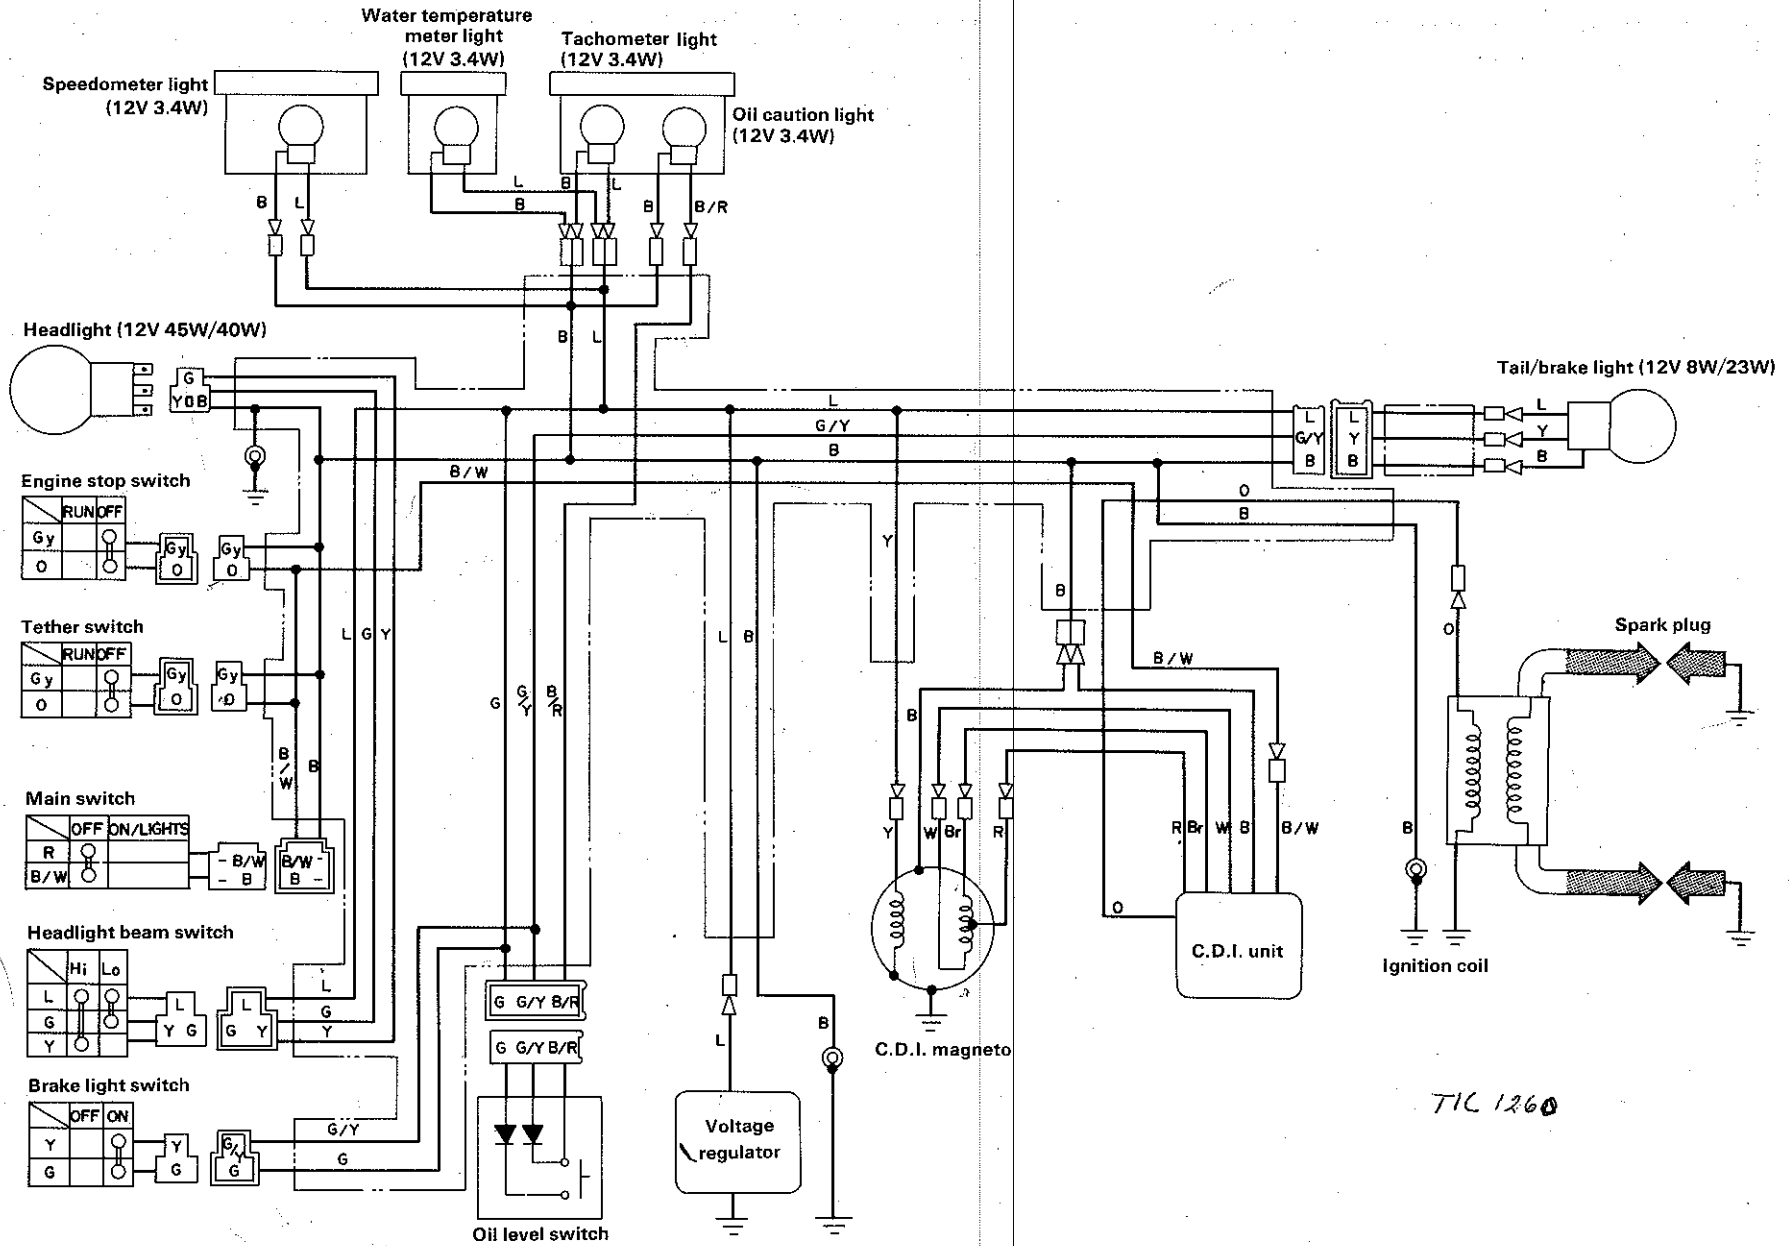 Water temperature
meter light
(12V 3.4W)
Tachometer light
(12V 3.4W)
Speedometer light
(12V 3.4W)
Oil caution light
(12V 3.4W)
B L
L
B
B L
B B/R
B L
Headlight (12V 45W/40W)
G
Y O B
Tail/brake light (12V 8W/23W)
L
G/Y
B
B/W
L
G/Y
B
L
Y
B
L
Y
B
O
B
Engine stop switch
RUN OFF
Gy
O
Gy
O
Gy
O
Tether switch
RUN OFF
Gy
O
Gy
O
Gy
O
L G Y
B/W B
Main switch
OFF ON/LIGHTS
R
B/W
- B/W
- B
B/W -
B -
Headlight beam switch
Hi Lo
L
G
Y
L
Y G
L
G Y
L
G
Y
Brake light switch
OFF ON
Y
G
Y
G
G/Y
G
G/Y
G
G G/Y B/R
G G/Y B/R
G G/Y B/R
Oil level switch
L B
L
Voltage
regulator
B
Y
B
B
Y W Br R
C.D.I. magneto
B/W
R Br W B B/W
O
C.D.I. unit
B
O
Spark plug
Ignition coil
TIC 1260